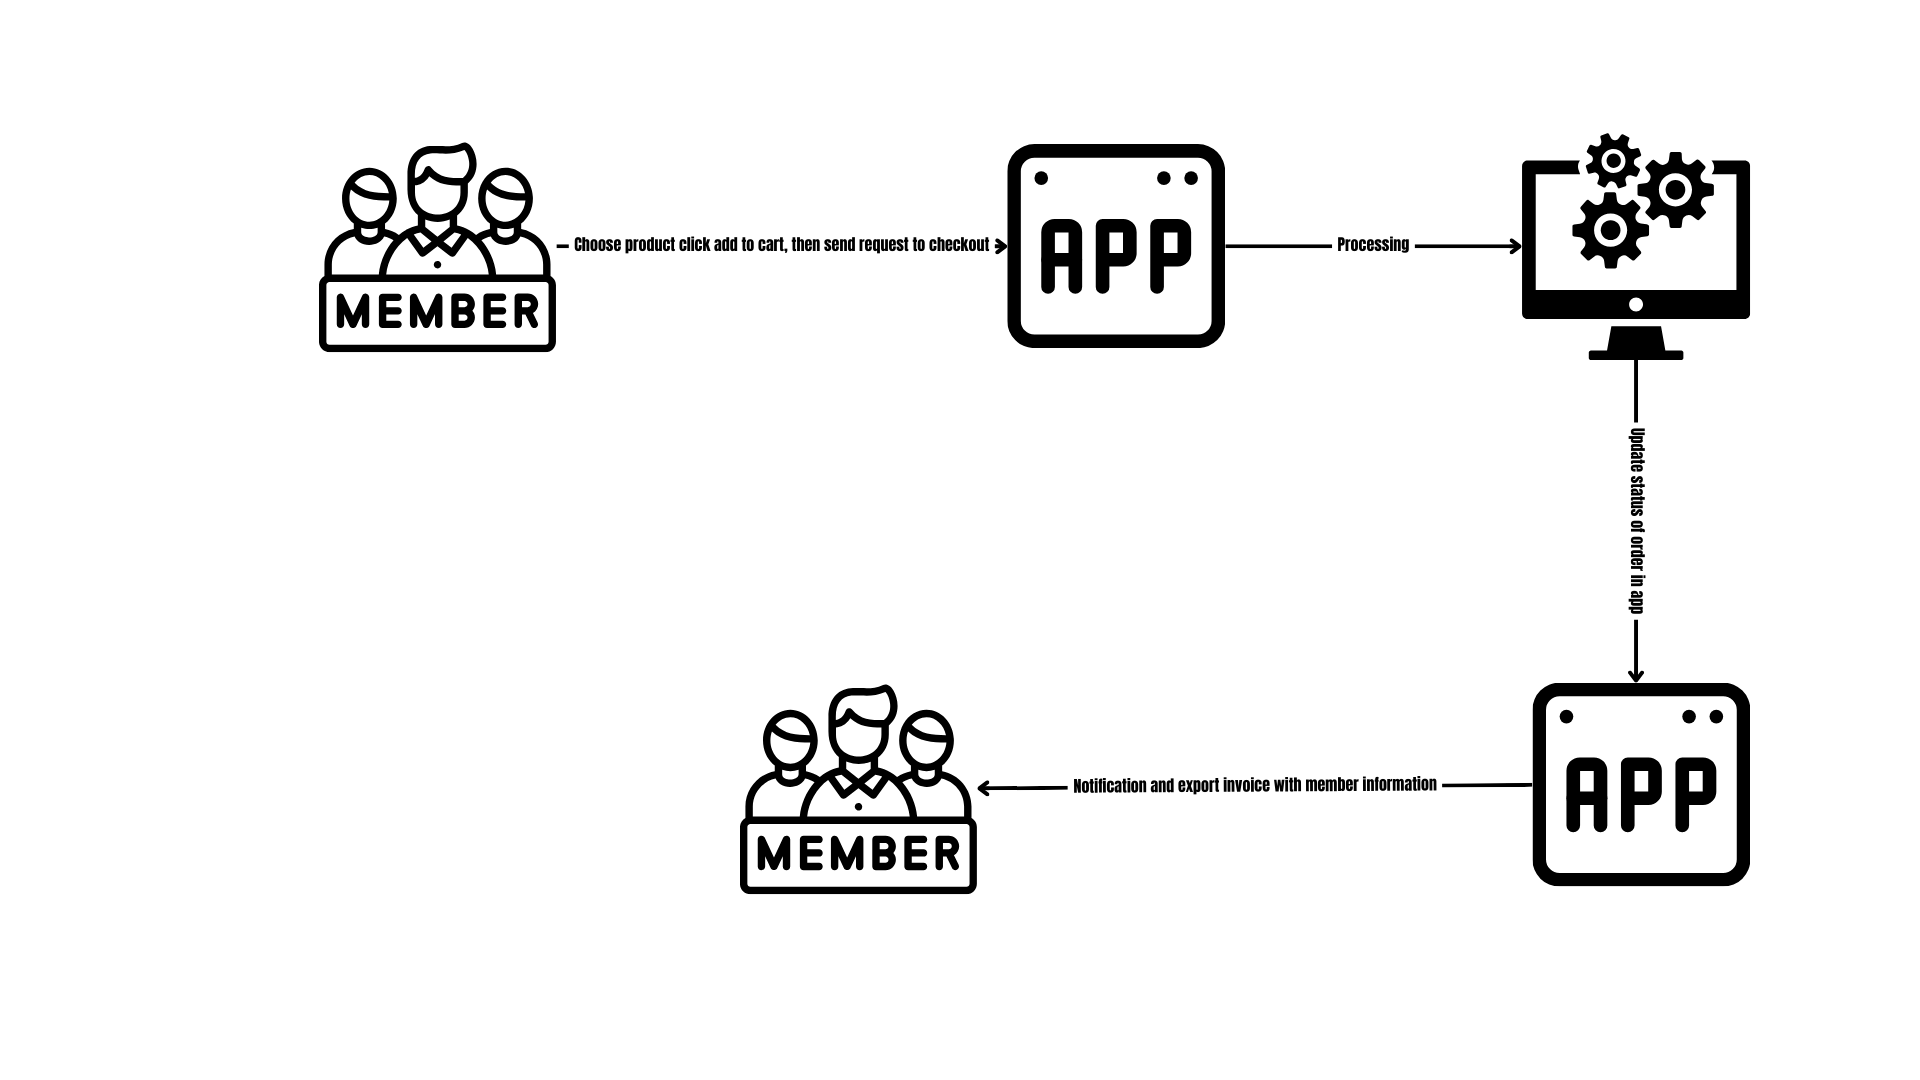 MEMBER
Choose product click add to cart, then send request to checkout
APP
Processing
Update status of order in app
APP
Notification and export invoice with member information
MEMBER